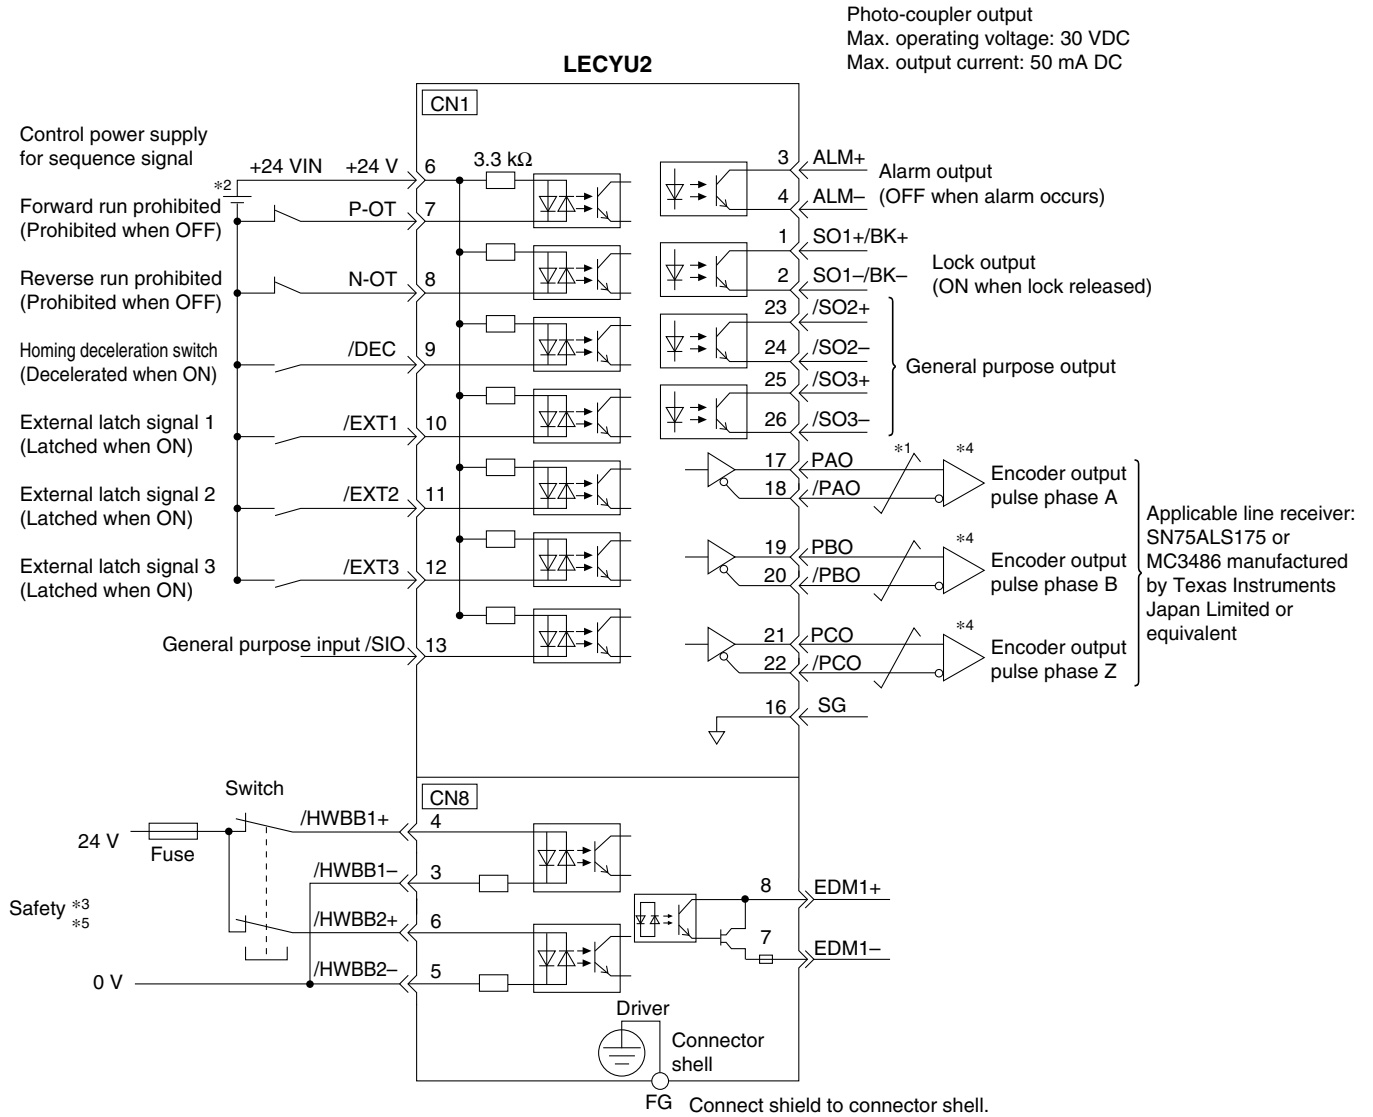 Photo-coupler output
Max. operating voltage: 30 VDC
Max. output current: 50 mA DC
LECYU2
CN1
Control power supply
for sequence signal
+24 VIN
+24 V
6
3.3 kΩ
*2
Forward run prohibited
(Prohibited when OFF)
P-OT
7
Reverse run prohibited
(Prohibited when OFF)
N-OT
8
Homing deceleration switch
(Decelerated when ON)
/DEC
9
External latch signal 1
(Latched when ON)
/EXT1
10
External latch signal 2
(Latched when ON)
/EXT2
11
External latch signal 3
(Latched when ON)
/EXT3
12
General purpose input /SIO
13
3
ALM+
4
ALM–
Alarm output
(OFF when alarm occurs)
1
SO1+/BK+
2
SO1–/BK–
Lock output
(ON when lock released)
23
/SO2+
24
/SO2–
25
/SO3+
26
/SO3–
General purpose output
17
PAO
18
/PAO
*1
*4
Encoder output
pulse phase A
19
PBO
20
/PBO
*4
Encoder output
pulse phase B
21
PCO
22
/PCO
*4
Encoder output
pulse phase Z
Applicable line receiver:
SN75ALS175 or
MC3486 manufactured
by Texas Instruments
Japan Limited or
equivalent
16
SG
CN8
Switch
24 V
Fuse
/HWBB1+
4
/HWBB1–
3
Safety *3
*5
/HWBB2+
6
/HWBB2–
5
0 V
8
EDM1+
7
EDM1–
Driver
Connector
shell
FG
Connect shield to connector shell.